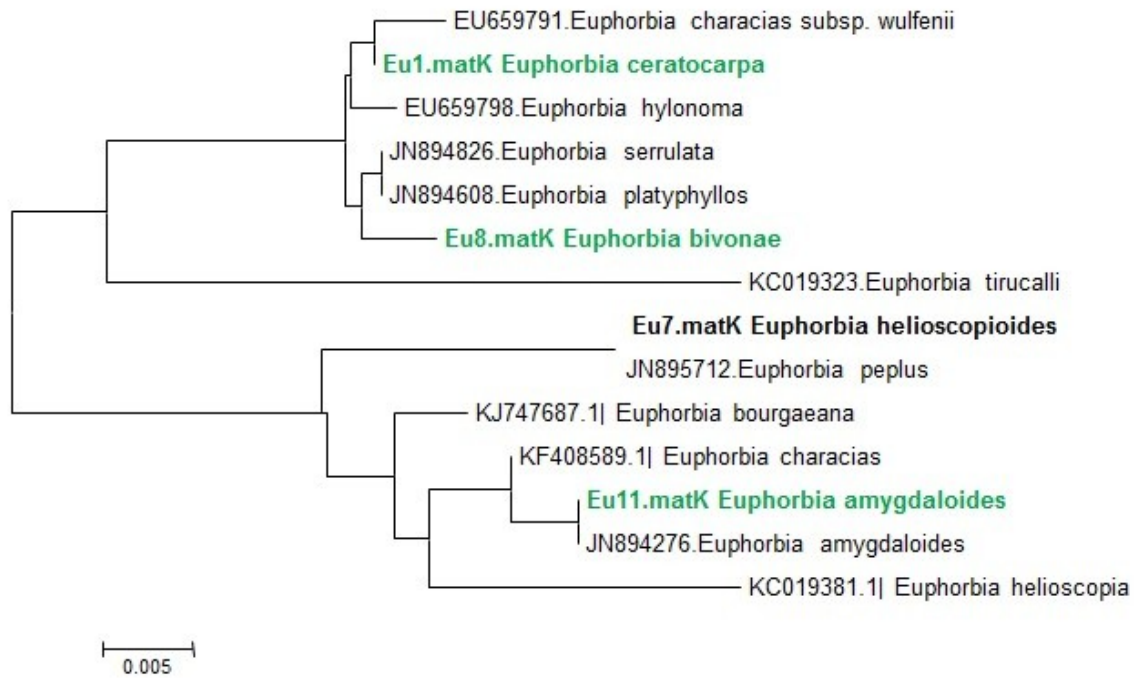 EU659791.Euphorbia characias subsp. wulfenii
Eu1.matK Euphorbia ceratocarpa
EU659798.Euphorbia hylonoma
JN894826.Euphorbia serrulata
JN894608.Euphorbia platyphyllos
Eu8.matK Euphorbia bivonae
KC019323.Euphorbia tirucalli
Eu7.matK Euphorbia helioscopioides
JN895712.Euphorbia peplus
KJ747687.1| Euphorbia bourgaeana
KF408589.1| Euphorbia characias
Eu11.matK Euphorbia amygdaloides
JN894276.Euphorbia amygdaloides
KC019381.1| Euphorbia helioscopia
0.005